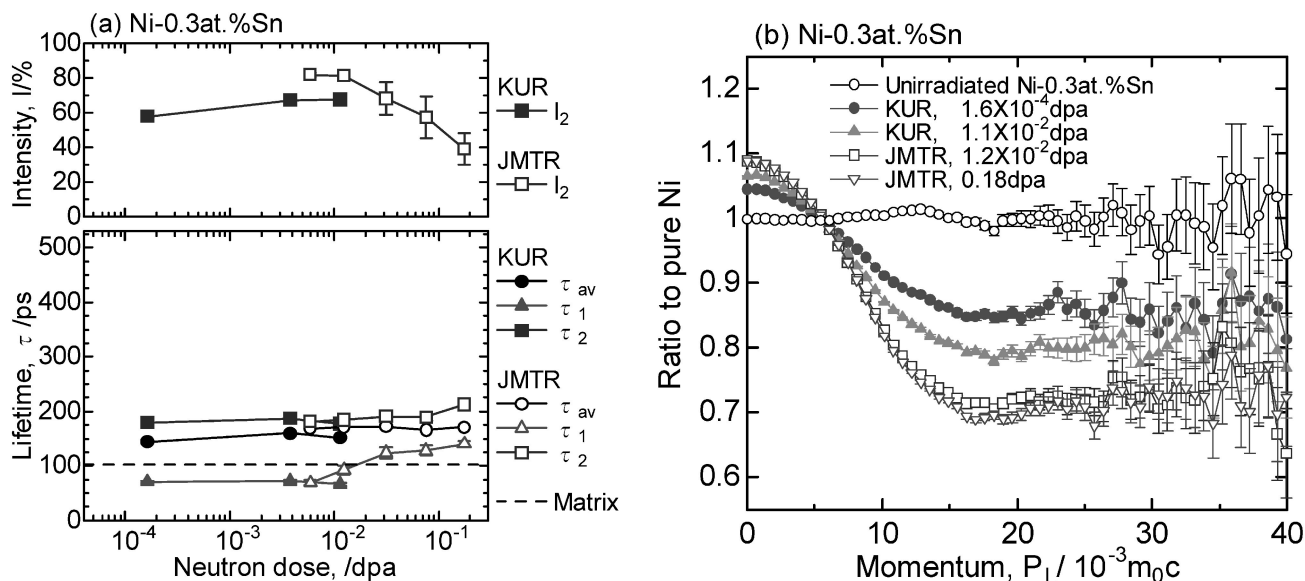 (a) Ni-0.3at.%Sn
Intensity, I/%
100
80
60
40
20
0
KUR
I2
JMTR
I2
Lifetime, τ /ps
500
400
300
200
100
0
KUR
τ av
τ 1
τ 2
JMTR
τ av
τ 1
τ 2
Matrix
10-4
10-3
10-2
10-1
Neutron dose, /dpa
(b) Ni-0.3at.%Sn
Ratio to pure Ni
1.2
1.1
1
0.9
0.8
0.7
0.6
Unirradiated Ni-0.3at.%Sn
KUR, 1.6X10-4dpa
KUR, 1.1X10-2dpa
JMTR, 1.2X10-2dpa
JMTR, 0.18dpa
0
10
20
30
40
Momentum, PL / 10-3m0c